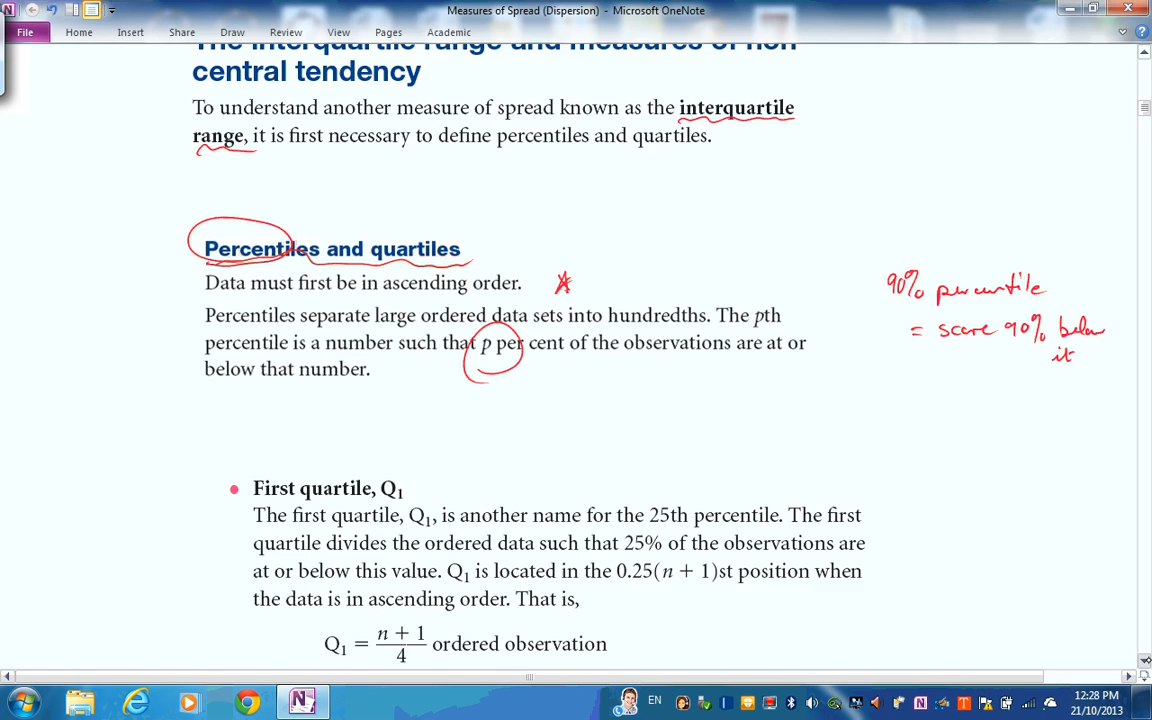 Measures of Spread (Dispersion) - Microsoft OneNote
File Home Insert Share Draw Review View Pages Academic
The interquartile range and measures of non
central tendency
To understand another measure of spread known as the interquartile
range, it is first necessary to define percentiles and quartiles.
Percentiles and quartiles
Data must first be in ascending order.
90% percentile
Percentiles separate large ordered data sets into hundredths. The pth
= score 90% below
percentile is a number such that p per cent of the observations are at or
it
below that number.
• First quartile, Q₁
The first quartile, Q₁, is another name for the 25th percentile. The first
quartile divides the ordered data such that 25% of the observations are
at or below this value. Q₁ is located in the 0.25(n + 1)st position when
the data is in ascending order. That is,
Q₁ = (n + 1)/4 ordered observation
EN
12:28 PM
21/10/2013